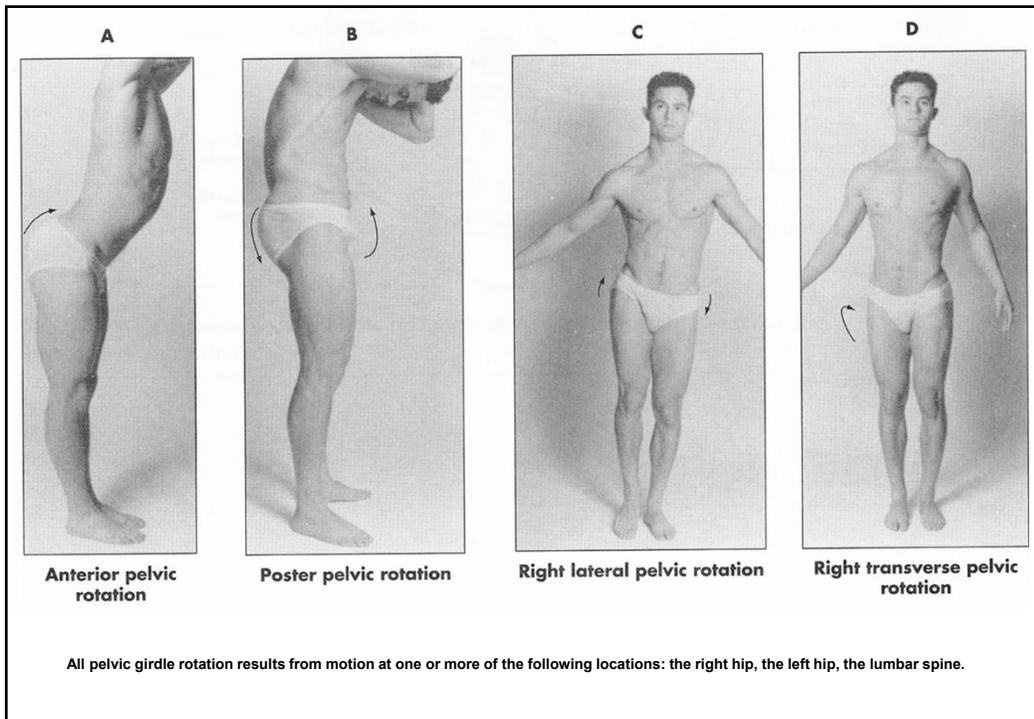 A
B
C
D
Anterior pelvic
rotation
Poster pelvic rotation
Right lateral pelvic rotation
Right transverse pelvic
rotation
All pelvic girdle rotation results from motion at one or more of the following locations: the right hip, the left hip, the lumbar spine.